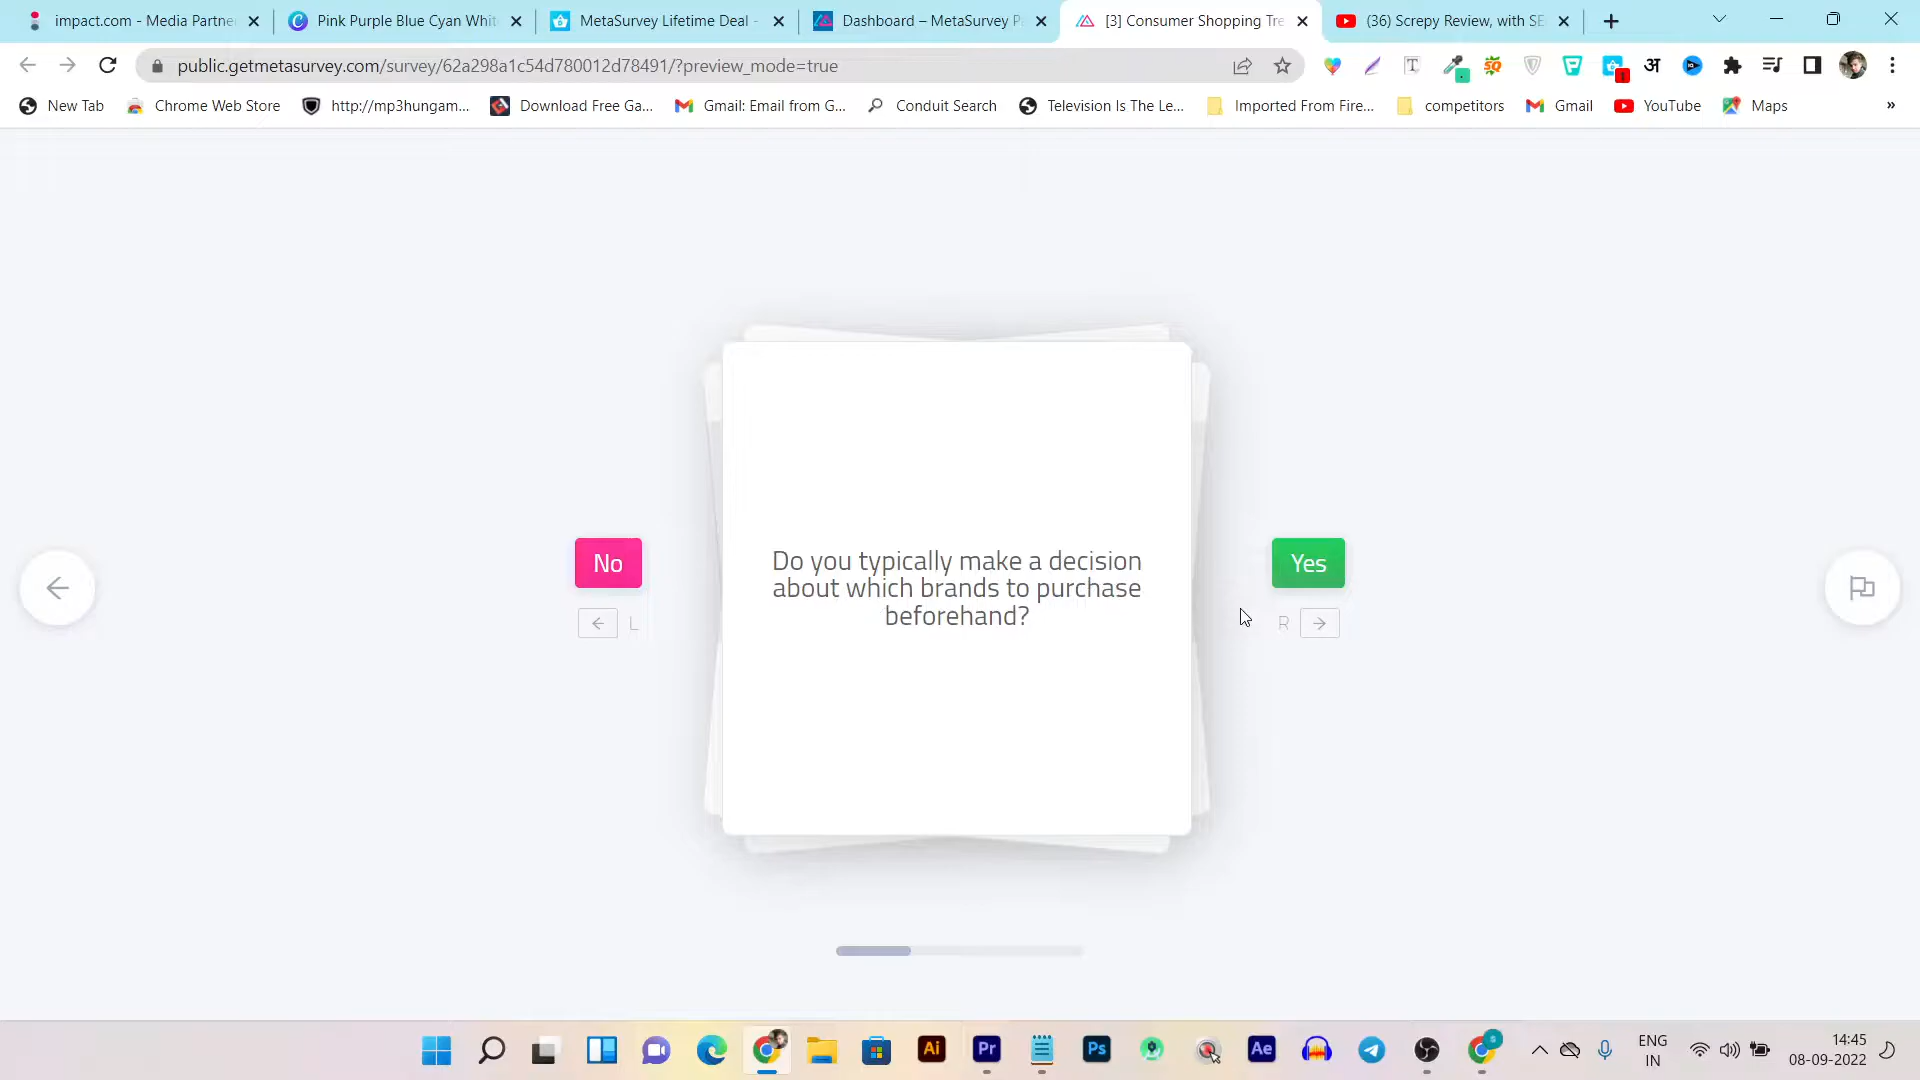 impact.com - Media Partne
Pink Purple Blue Cyan Whit
MetaSurvey Lifetime Deal -
Dashboard – MetaSurvey P
[3] Consumer Shopping Tre
(36) Screpy Review, with SE
public.getmetasurvey.com/survey/62a298a1c54d780012d78491/?preview_mode=true
New Tab
Chrome Web Store
http://mp3hungam...
Download Free Ga...
Gmail: Email from G...
Conduit Search
Television Is The Le...
Imported From Fire...
competitors
Gmail
YouTube
Maps
»
No
L
Do you typically make a decision
about which brands to purchase
beforehand?
Yes
R
Ai
Pr
Ps
Ae
ENG
IN
14:45
08-09-2022